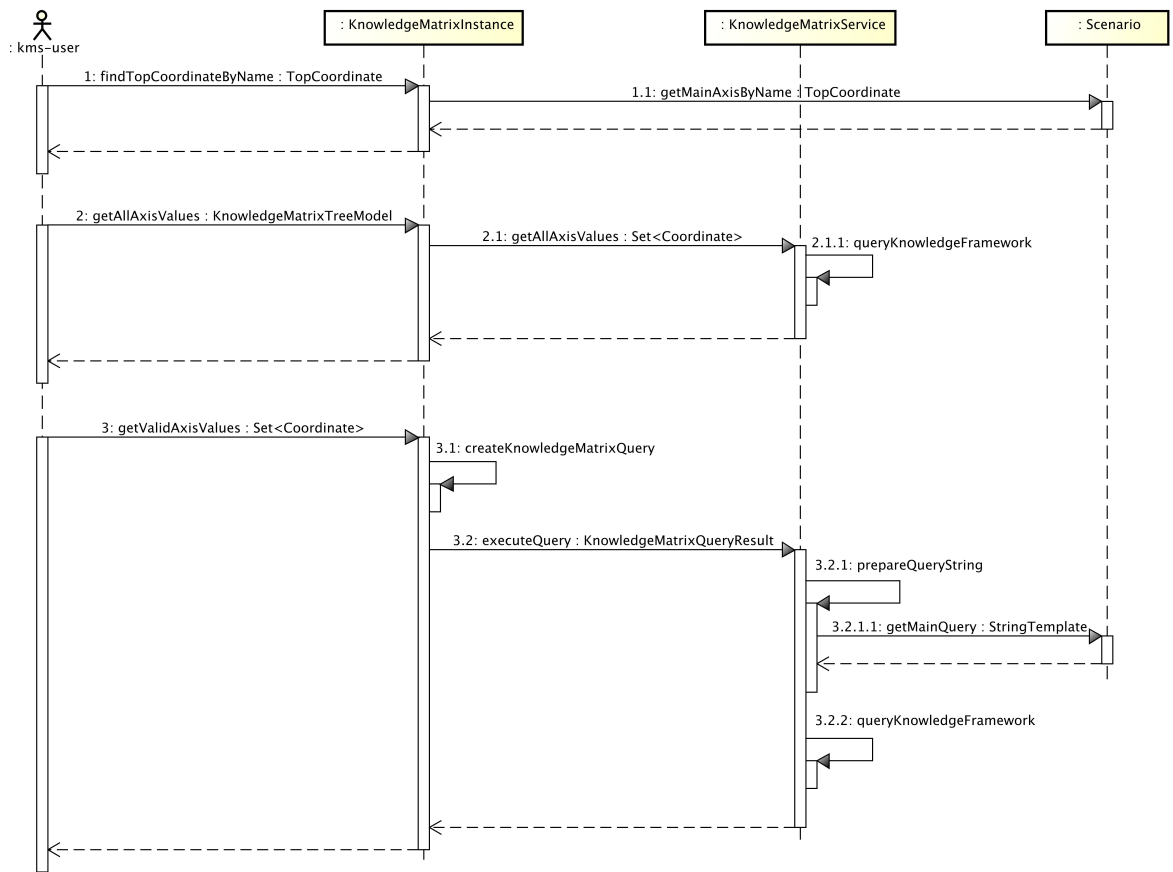 : kms-user
: KnowledgeMatrixInstance
: KnowledgeMatrixService
: Scenario
1: findTopCoordinateByName : TopCoordinate
1.1: getMainAxisByName : TopCoordinate
2: getAllAxisValues : KnowledgeMatrixTreeModel
2.1: getAllAxisValues : Set<Coordinate>
2.1.1: queryKnowledgeFramework
3: getValidAxisValues : Set<Coordinate>
3.1: createKnowledgeMatrixQuery
3.2: executeQuery : KnowledgeMatrixQueryResult
3.2.1: prepareQueryString
3.2.1.1: getMainQuery : StringTemplate
3.2.2: queryKnowledgeFramework